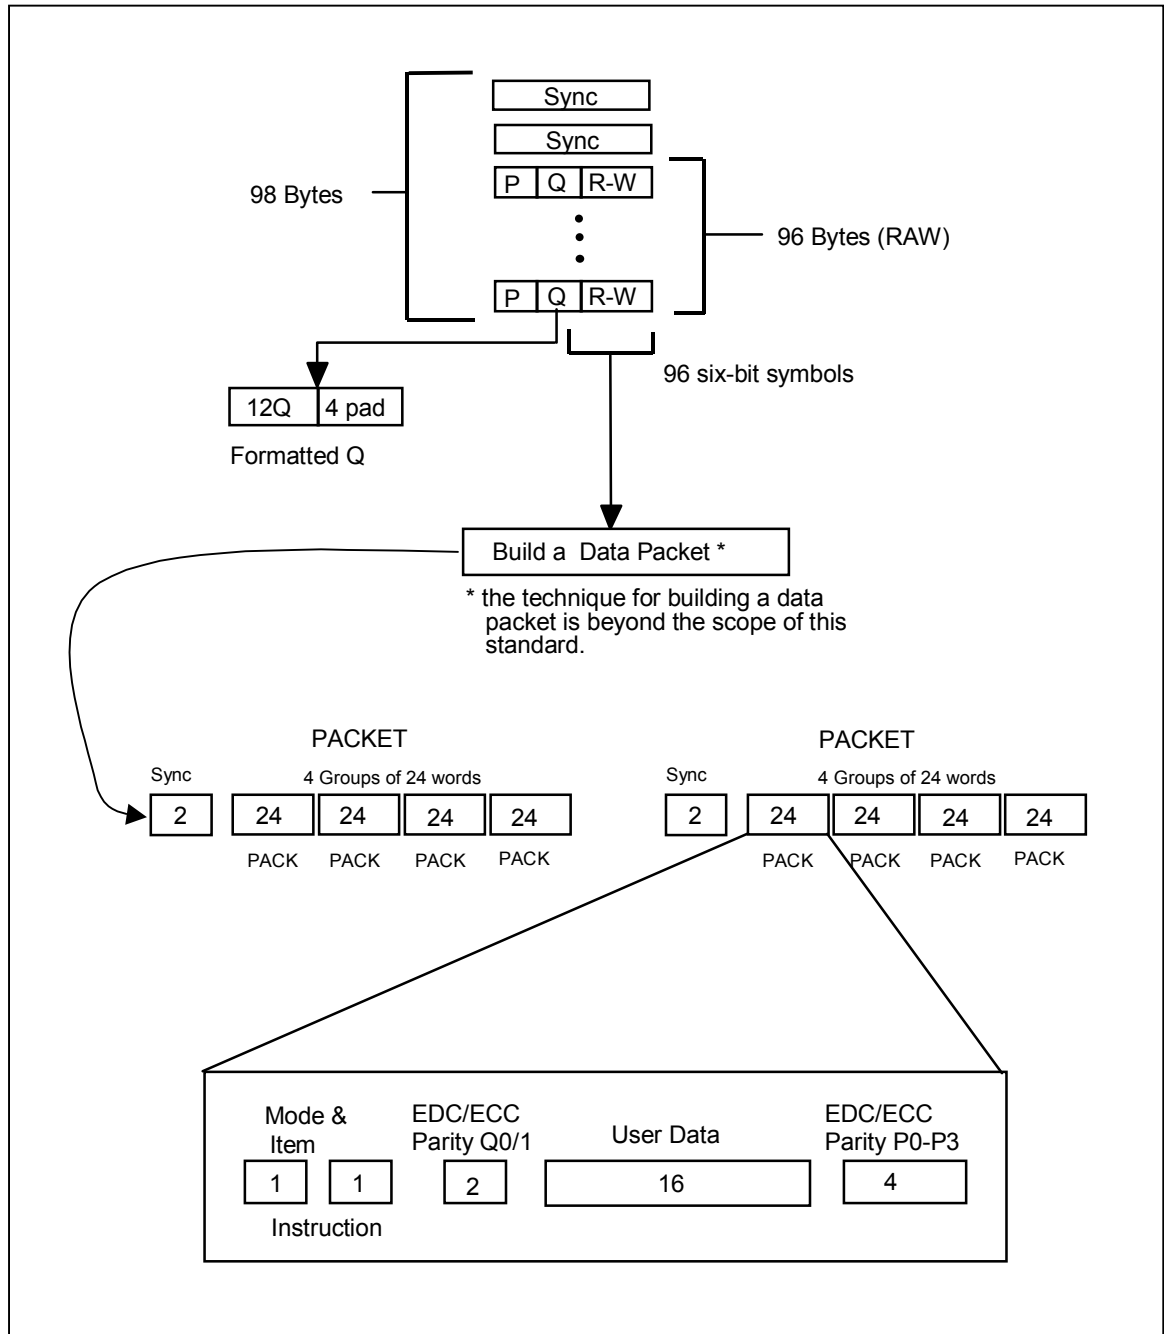 Sync
Sync
P Q R-W
98 Bytes
96 Bytes (RAW)
P Q R-W
96 six-bit symbols
12Q 4 pad
Formatted Q
Build a Data Packet *
* the technique for building a data
packet is beyond the scope of this
standard.
PACKET
Sync
4 Groups of 24 words
2 24 24 24 24
PACK PACK PACK PACK
PACKET
Sync
4 Groups of 24 words
2 24 24 24 24
PACK PACK PACK PACK
Mode &
Item
1 1
Instruction
EDC/ECC
Parity Q0/1
2
User Data
16
EDC/ECC
Parity P0-P3
4